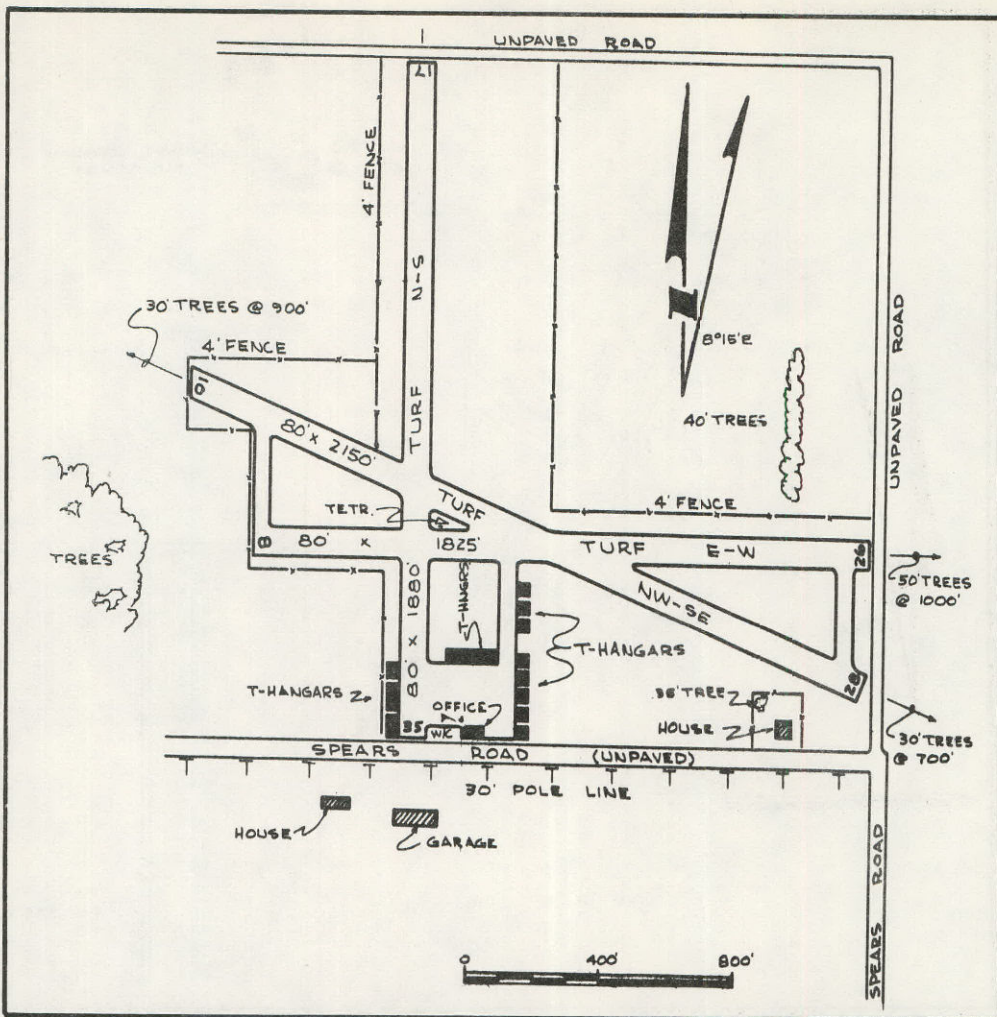 UNPAVED ROAD
17
4' FENCE
N-S
TURF
8°15'E
UNPAVED ROAD
30' TREES @ 900'
4' FENCE
10
80' x 2150'
40' TREES
TURF
TETR.
4' FENCE
TREES
8
80' x 1825'
TURF E-W
26
50' TREES
@ 1000'
NW-SE
80' x 1880'
T-HNGRS
T-HANGARS
T-HANGARS
OFFICE
35
W/C
36' TREE
HOUSE
28
30' TREES
@ 700'
SPEARS ROAD (UNPAVED)
30' POLE LINE
HOUSE
GARAGE
SPEARS ROAD
0 400' 800'